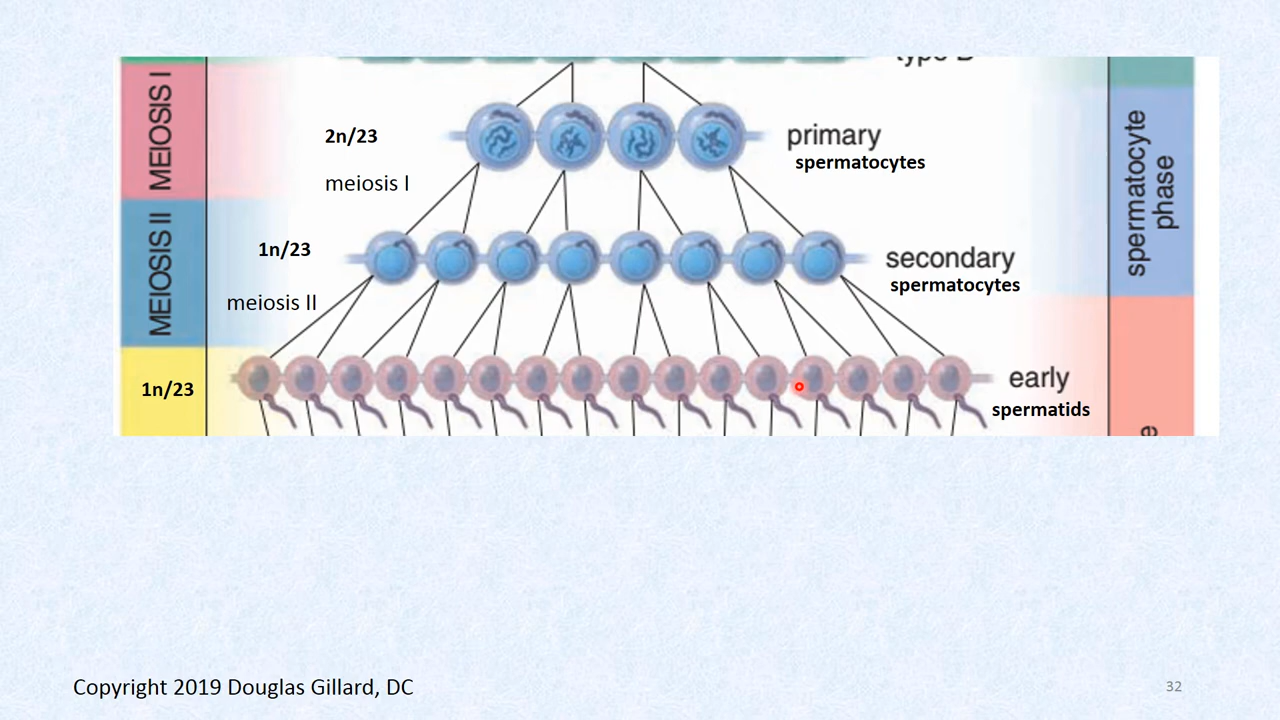 MEIOSIS I
2n/23
primary
spermatocytes
meiosis I
spermatocyte
phase
MEIOSIS II
1n/23
secondary
spermatocytes
meiosis II
1n/23
early
spermatids
Copyright 2019 Douglas Gillard, DC
32